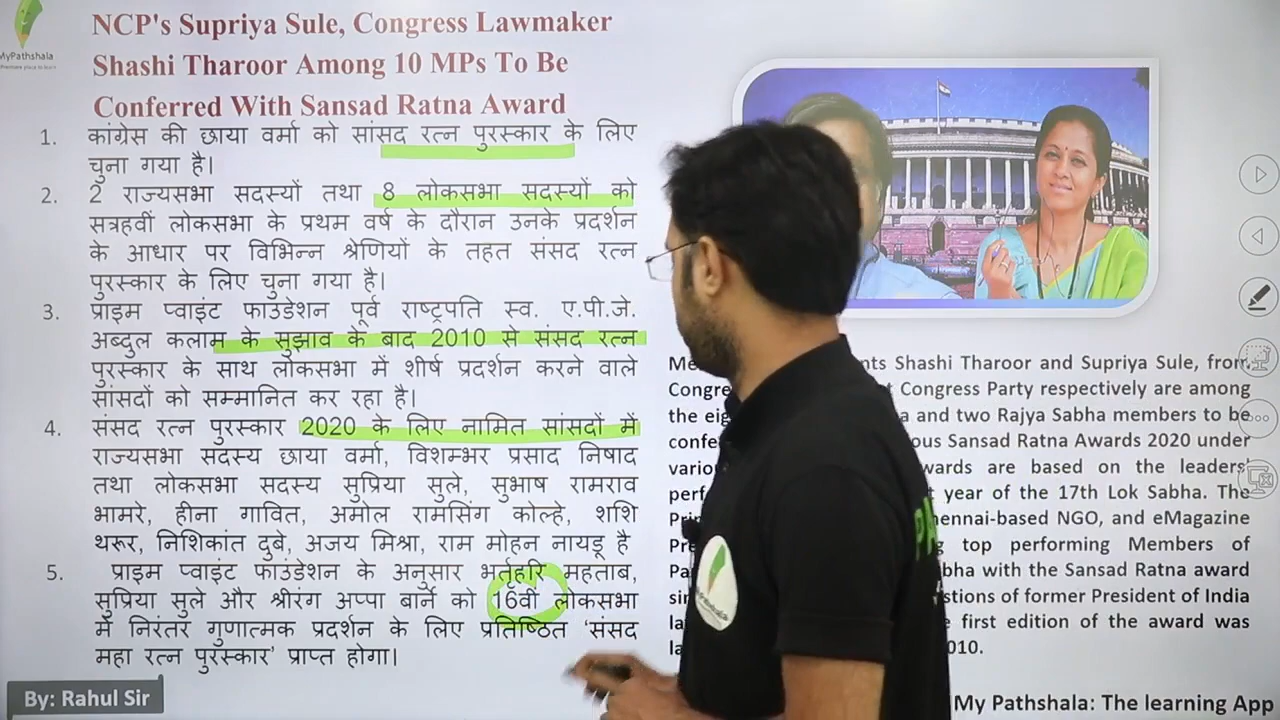 MyPathshala
NCP's Supriya Sule, Congress Lawmaker
Shashi Tharoor Among 10 MPs To Be
Conferred With Sansad Ratna Award
1. कांग्रेस की छाया वर्मा को सांसद रत्न पुरस्कार के लिए
चुना गया है।
2. 2 राज्यसभा सदस्यों तथा 8 लोकसभा सदस्यों को
सत्रहवीं लोकसभा के प्रथम वर्ष के दौरान उनके प्रदर्शन
के आधार पर विभिन्न श्रेणियों के तहत संसद रत्न
पुरस्कार के लिए चुना गया है।
3. प्राइम प्वाइंट फाउंडेशन पूर्व राष्ट्रपति स्व. ए.पी.जे.
अब्दुल कलाम के सुझाव के बाद 2010 से संसद रत्न
पुरस्कार के साथ लोकसभा में शीर्ष प्रदर्शन करने वाले
सांसदों को सम्मानित कर रहा है।
4. संसद रत्न पुरस्कार 2020 के लिए नामित सांसदों में
राज्यसभा सदस्य छाया वर्मा, विशम्भर प्रसाद निषाद
तथा लोकसभा सदस्य सुप्रिया सुले, सुभाष रामराव
भामरे, हीना गावित, अमोल रामसिंग कोल्हे, शशि
थरूर, निशिकांत दुबे, अजय मिश्रा, राम मोहन नायडू है
5. प्राइम प्वाइंट फाउंडेशन के अनुसार भर्तृहरि महताब,
सुप्रिया सुले और श्रीरंग अप्पा बार्ने को 16वीं लोकसभा
में निरंतर गुणात्मक प्रदर्शन के लिए प्रतिष्ठित ‘संसद
महा रत्न पुरस्कार’ प्राप्त होगा।
Shashi Tharoor and Supriya Sule, from
Congress Party respectively are among
the and two Rajya Sabha members to be
Sansad Ratna Awards 2020 under
are based on the leaders'
year of the 17th Lok Sabha. The
NGO, and eMagazine
top performing Members of
with the Sansad Ratna award
of former President of India
first edition of the award was
By: Rahul Sir
My Pathshala: The learning App